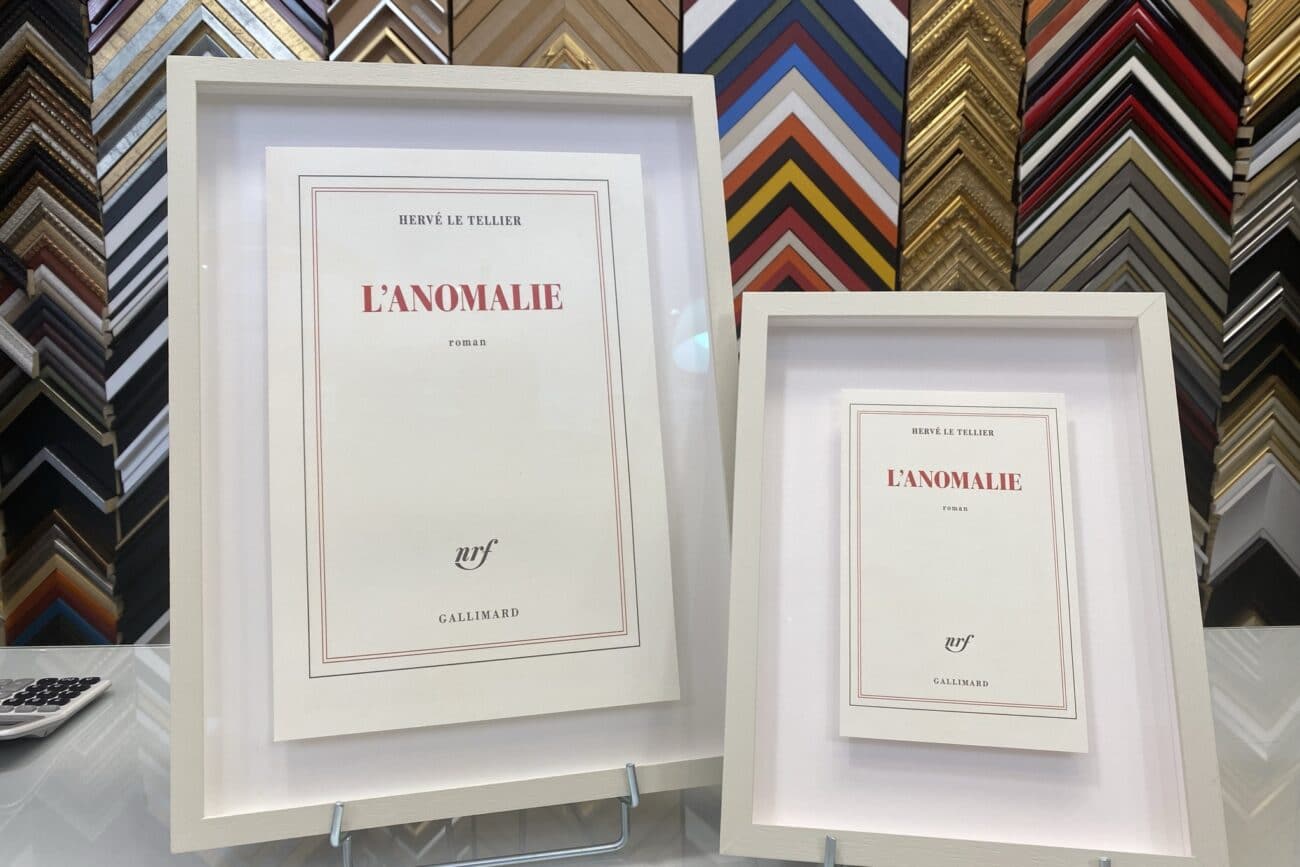 HERVÉ LE TELLIER
L'ANOMALIE
roman
nrf
GALLIMARD
HERVÉ LE TELLIER
L'ANOMALIE
roman
nrf
GALLIMARD